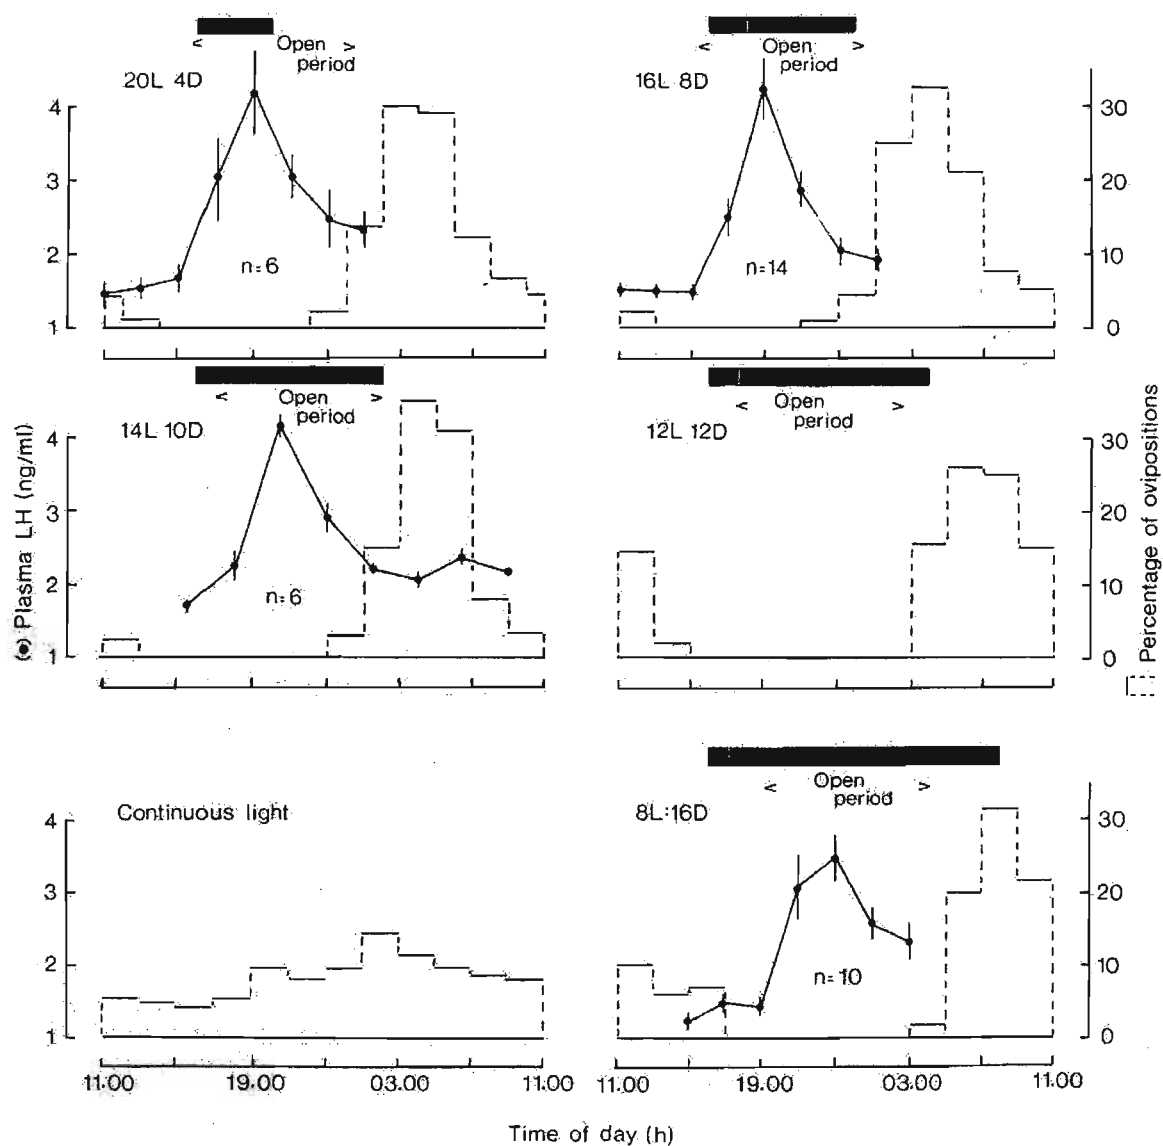 < Open >
period
20L 4D
n=6
4
3
2
1
< Open >
period
16L 8D
n=14
30
20
10
0
< Open >
period
14L 10D
n=6
4
3
2
1
< Open >
period
12L 12D
30
20
10
0
(●) Plasma LH (ng/ml)
Percentage of ovipositions
Continuous light
4
3
2
1
< Open >
period
8L:16D
n=10
30
20
10
0
11.00 19.00 03.00 11.00
11.00 19.00 03.00 11.00
Time of day (h)